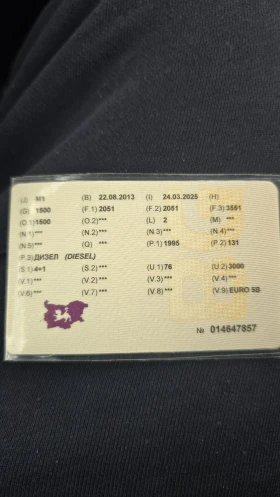 (J) M1 (B) 22.08.2013 (I) 24.03.2025 (H)
(G) 1500 (F.1) 2051 (F.2) 2051 (F.3) 3551
(O.1) 1500 (O.2) *** (L) 2 (M) ***
(N.1) *** (N.2) *** (N.3) *** (N.4) ***
(N.5) *** (Q) *** (P.1) 1995 (P.2) 131
(P.3) ДИЗЕЛ (DIESEL)
(S.1) 4+1 (S.2) *** (U.1) 76 (U.2) 3000
(V.1) *** (V.2) *** (V.3) *** (V.4) ***
(V.6) *** (V.7) *** (V.8) *** (V.9) EURO 5B
№ 014647857